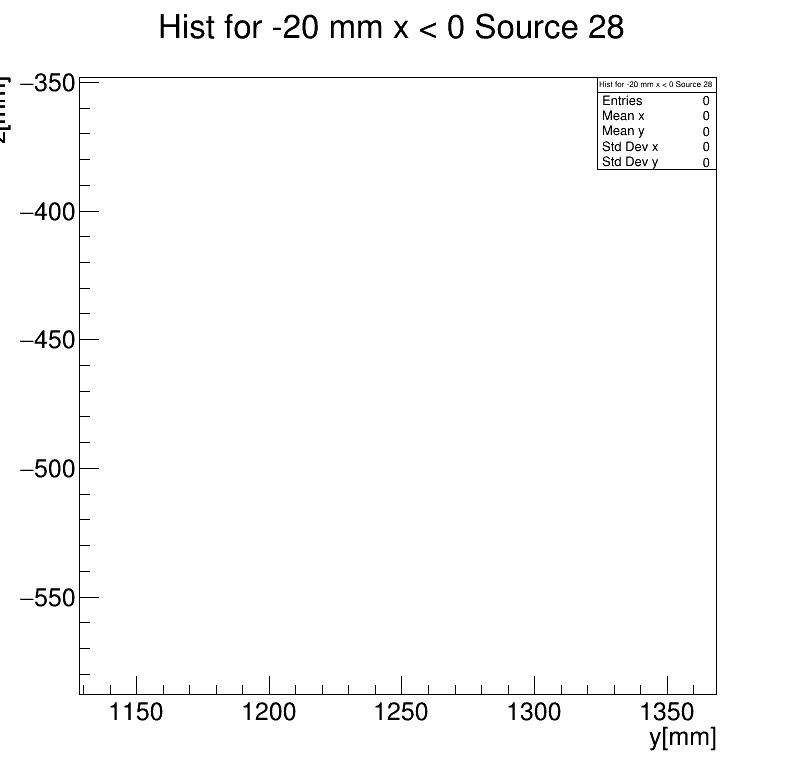 Hist for -20 mm x < 0 Source 28
z[mm]
−350
−400
−450
−500
−550
Hist for -20 mm x < 0 Source 28
Entries 0
Mean x 0
Mean y 0
Std Dev x 0
Std Dev y 0
1150 1200 1250 1300 1350
y[mm]